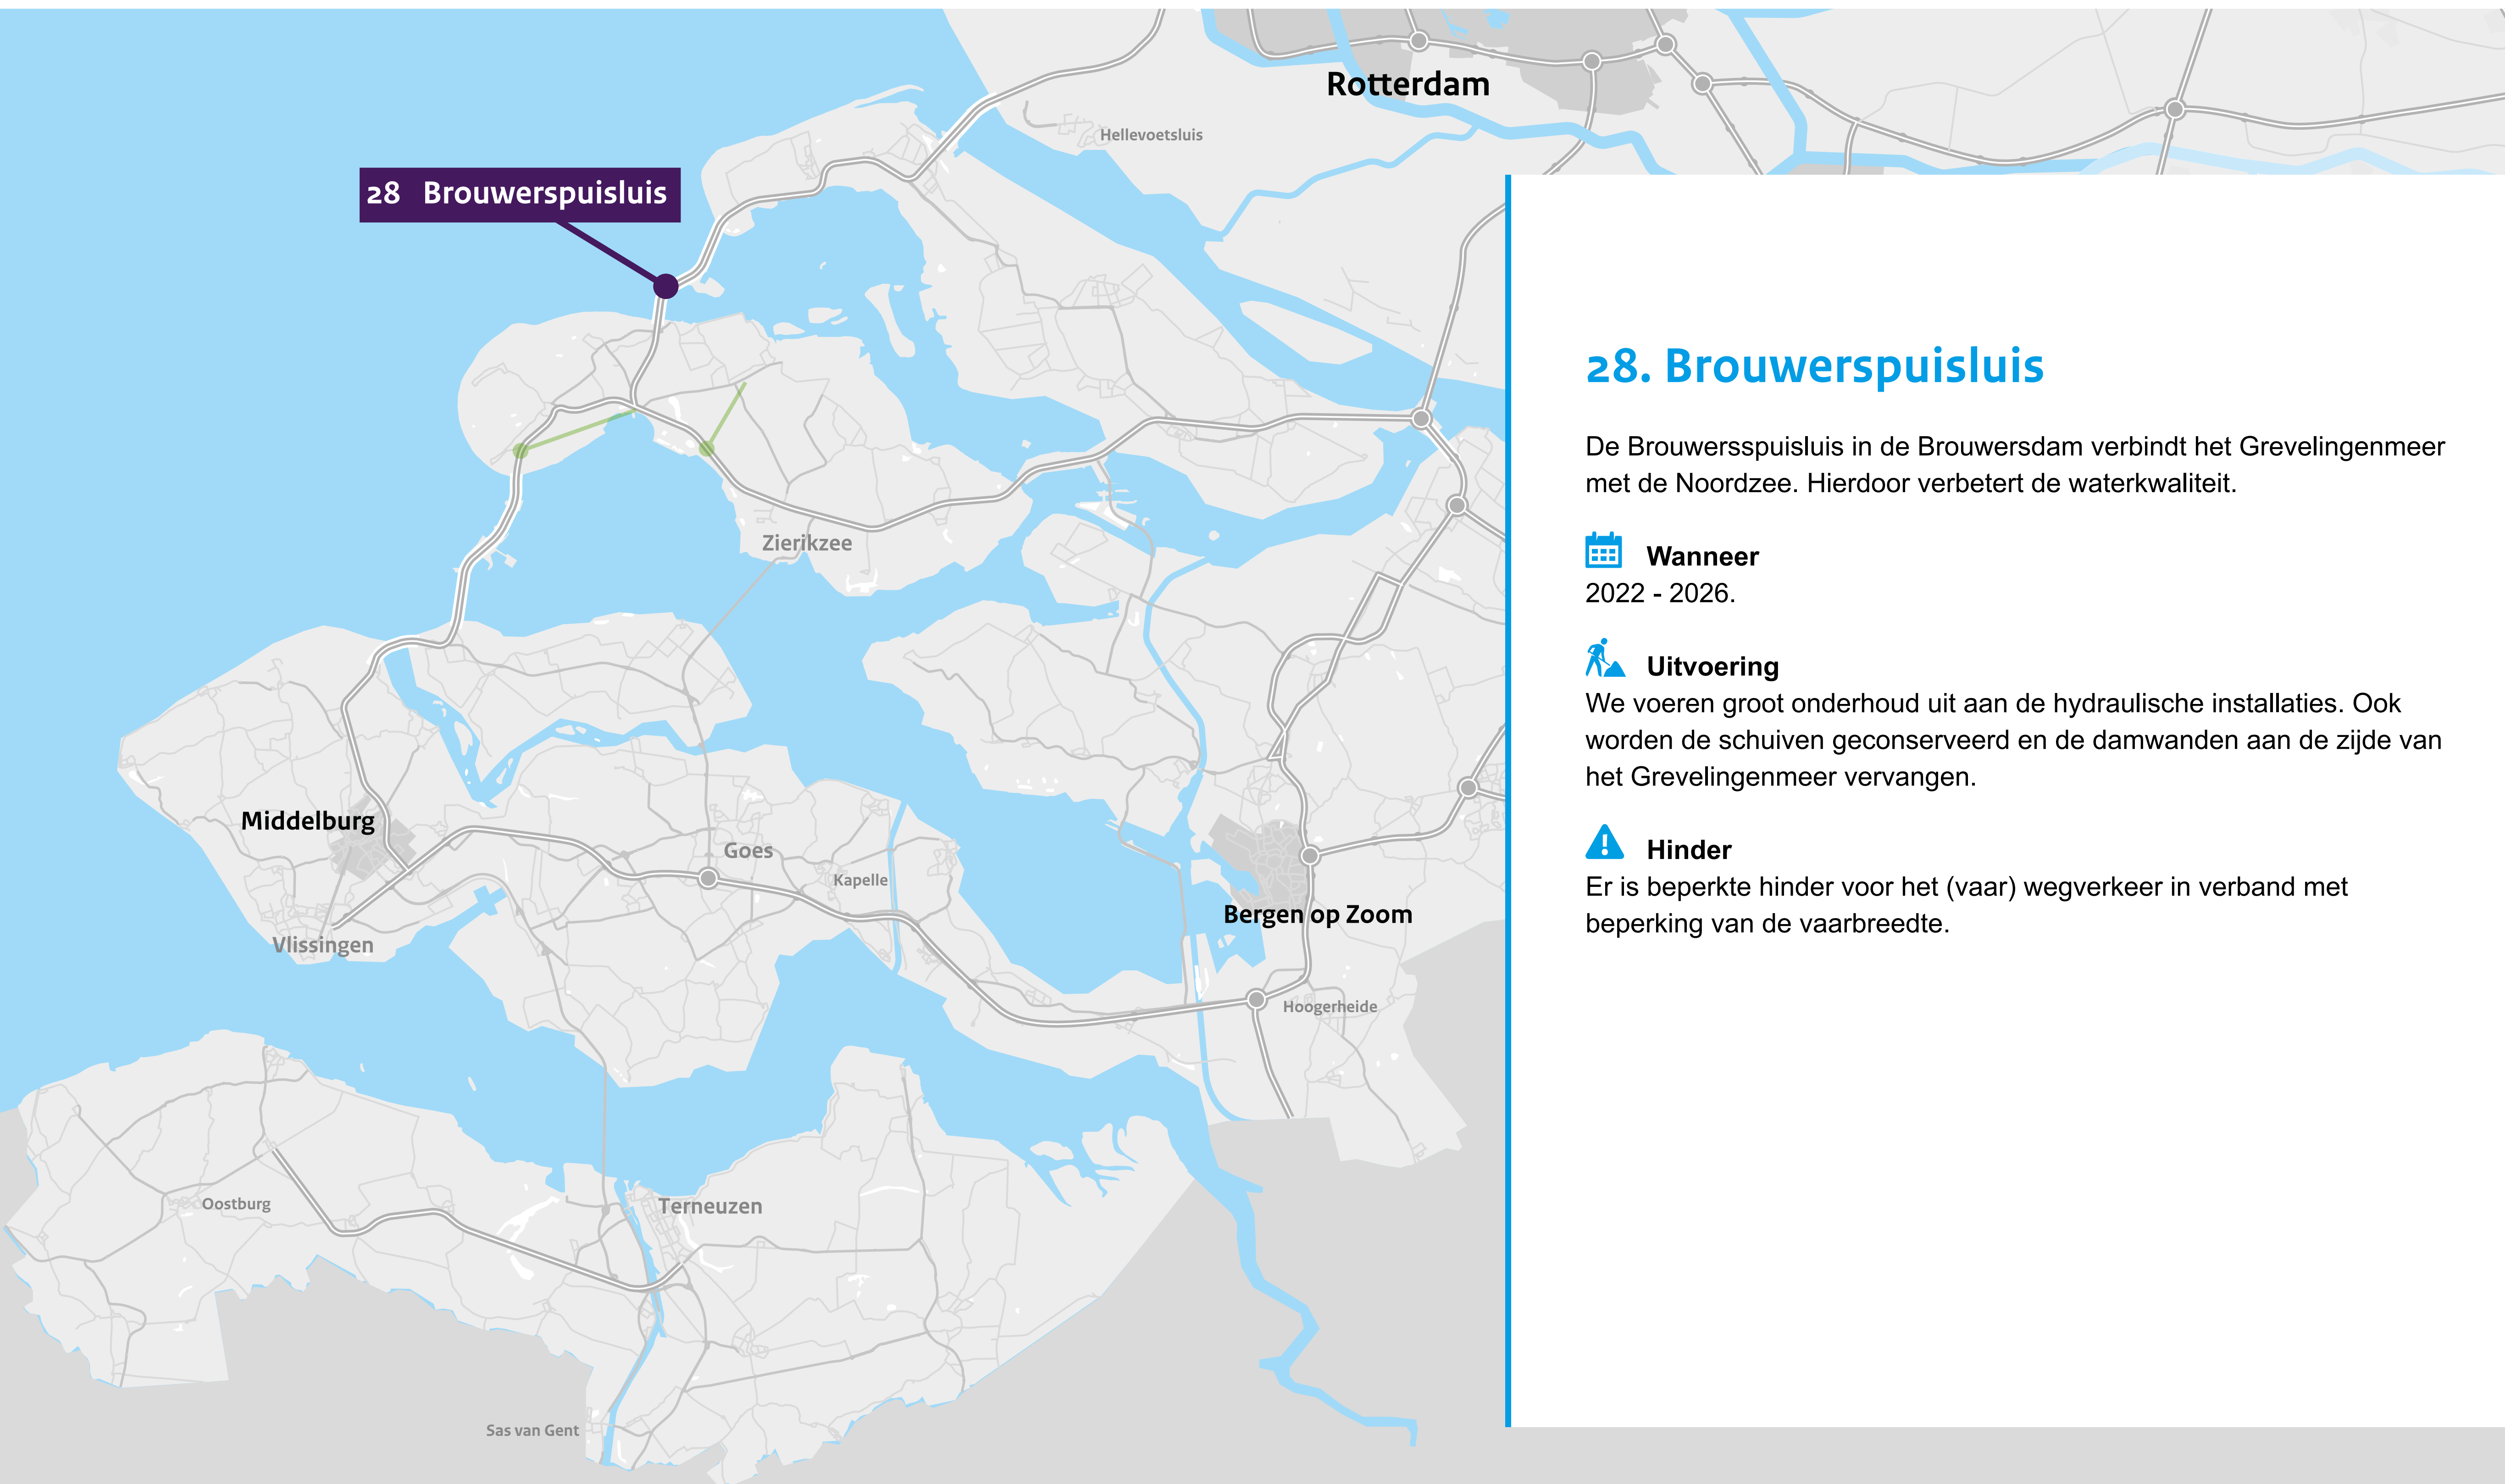 Rotterdam
Hellevoetsluis
28 Brouwerspuisluis
Zierikzee
Middelburg
Goes
Kapelle
Bergen op Zoom
Vlissingen
Hoogerheide
Oostburg
Terneuzen
Sas van Gent
28. Brouwerspuisluis
De Brouwersspuisluis in de Brouwersdam verbindt het Grevelingenmeer
met de Noordzee. Hierdoor verbetert de waterkwaliteit.
Wanneer
2022 - 2026.
Uitvoering
We voeren groot onderhoud uit aan de hydraulische installaties. Ook
worden de schuiven geconserveerd en de damwanden aan de zijde van
het Grevelingenmeer vervangen.
Hinder
Er is beperkte hinder voor het (vaar) wegverkeer in verband met
beperking van de vaarbreedte.